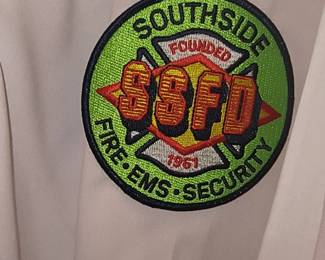 SOUTHSIDE
FOUNDED
SSFD
1961
FIRE • EMS • SECURITY